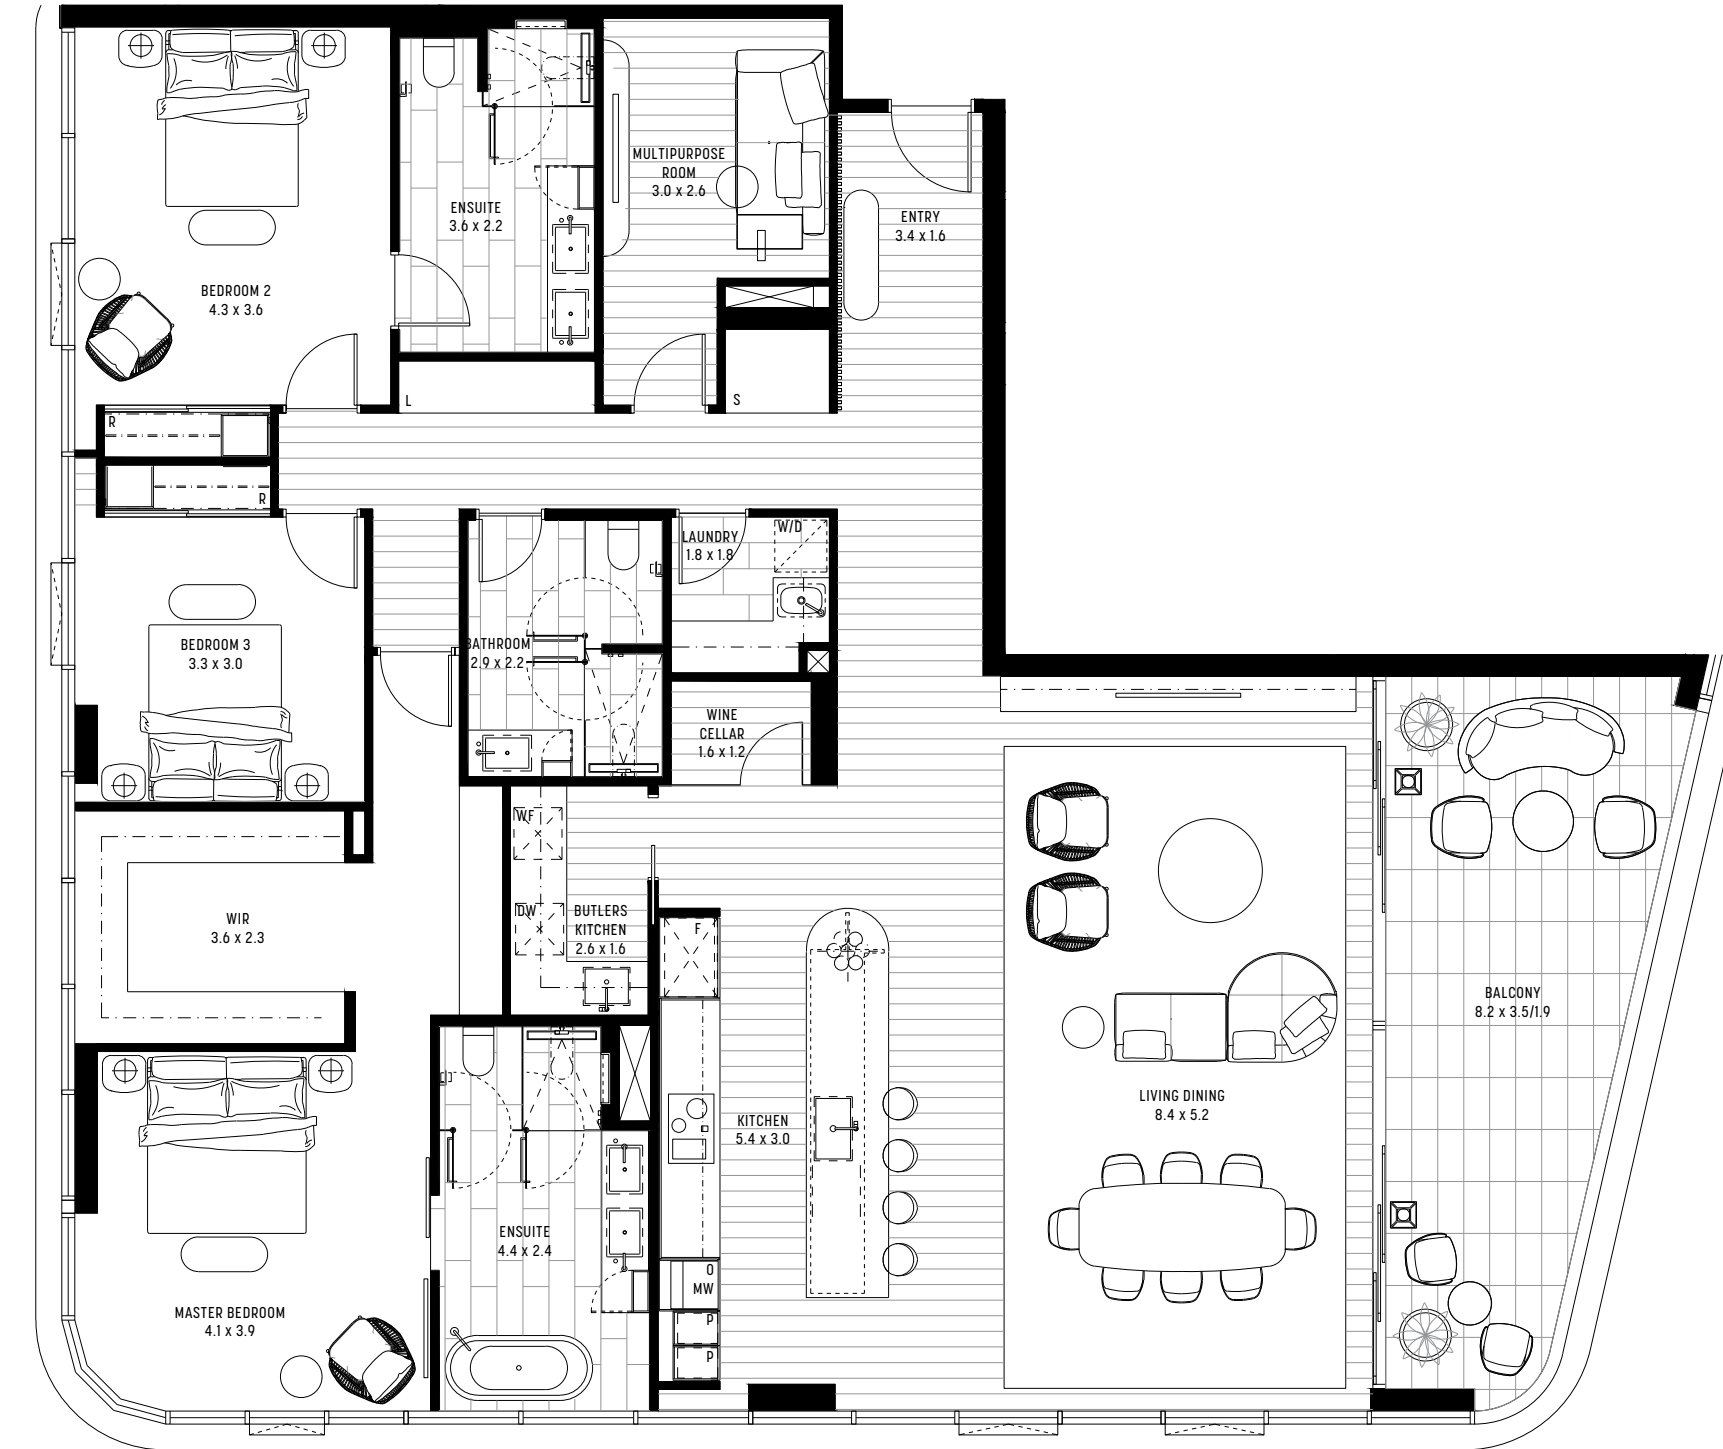 MULTIPURPOSE
ROOM
3.0 x 2.6
ENSUITE
3.6 x 2.2
ENTRY
3.4 x 1.6
BEDROOM 2
4.3 x 3.6
L
S
R
R
W/D
LAUNDRY
1.8 x 1.8
BEDROOM 3
3.3 x 3.0
BATHROOM
2.9 x 2.2
WINE
CELLAR
1.6 x 1.2
WF
DW
BUTLERS
KITCHEN
2.6 x 1.6
F
WIR
3.6 x 2.3
BALCONY
8.2 x 3.5/1.9
LIVING DINING
8.4 x 5.2
KITCHEN
5.4 x 3.0
ENSUITE
4.4 x 2.4
O
MW
P
P
MASTER BEDROOM
4.1 x 3.9